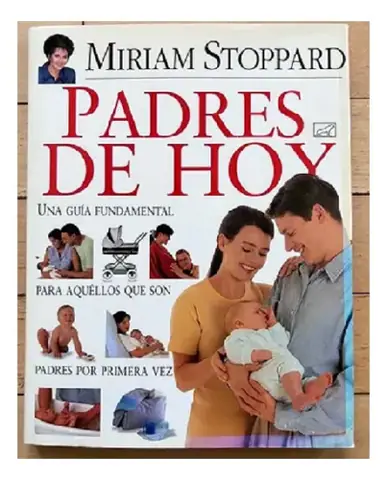 MIRIAM STOPPARD
PADRES
DE HOY
UNA GUÍA FUNDAMENTAL
PARA AQUÉLLOS QUE SON
PADRES POR PRIMERA VEZ